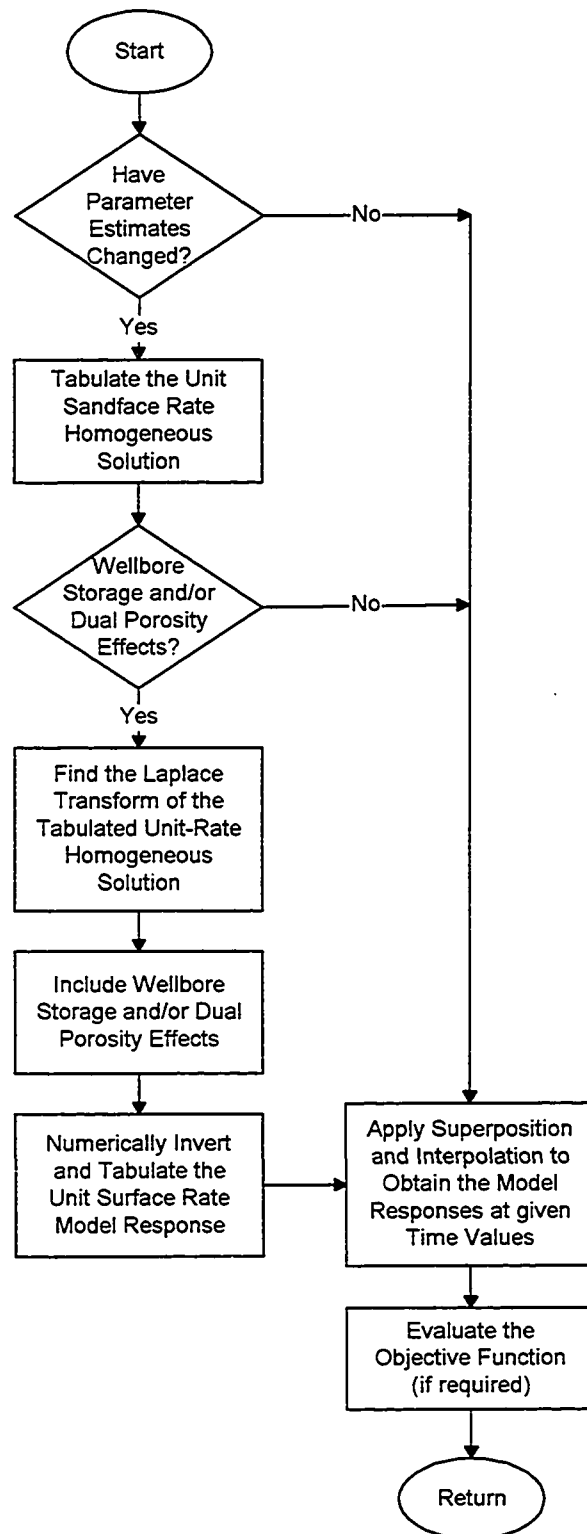 Start
Have
Parameter
Estimates
Changed?
No
Yes
Tabulate the Unit
Sandface Rate
Homogeneous
Solution
Wellbore
Storage and/or
Dual Porosity
Effects?
No
Yes
Find the Laplace
Transform of the
Tabulated Unit-Rate
Homogeneous
Solution
Include Wellbore
Storage and/or Dual
Porosity Effects
Numerically Invert
and Tabulate the
Unit Surface Rate
Model Response
Apply Superposition
and Interpolation to
Obtain the Model
Responses at given
Time Values
Evaluate the
Objective Function
(if required)
Return